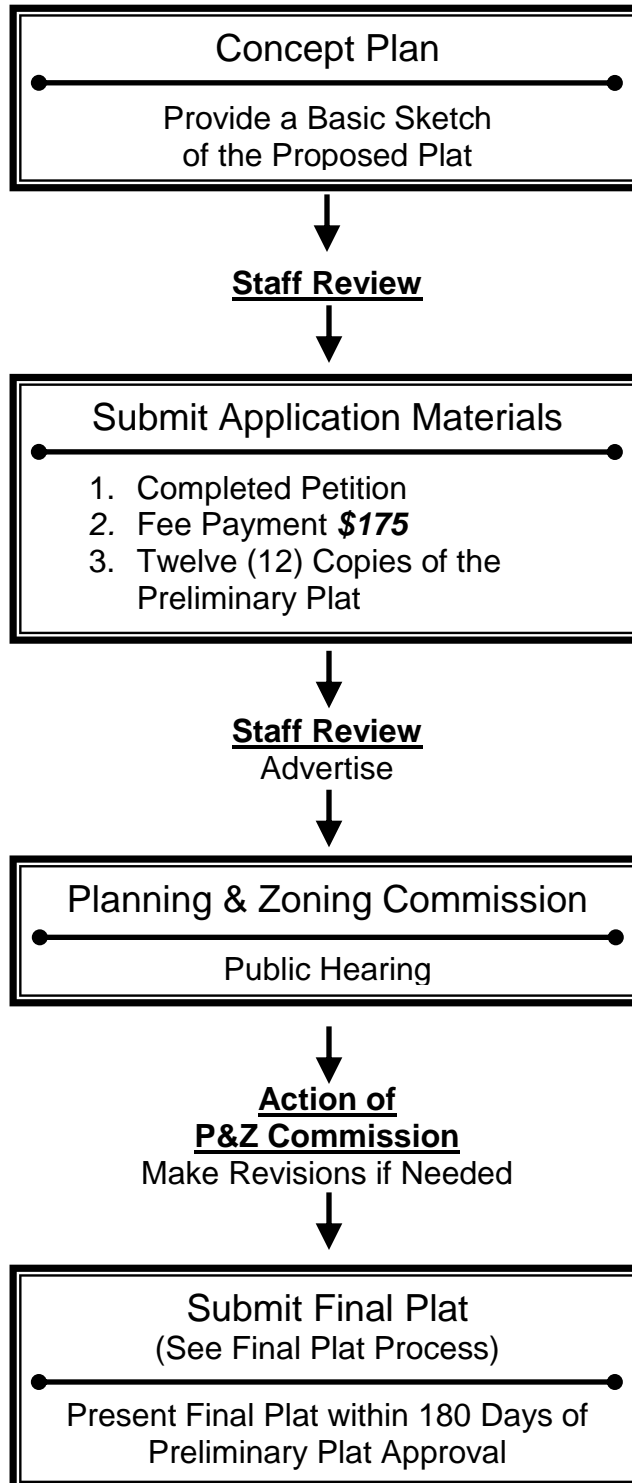 Concept Plan
Provide a Basic Sketch
of the Proposed Plat
Staff Review
Submit Application Materials
1. Completed Petition
2. Fee Payment $175
3. Twelve (12) Copies of the
Preliminary Plat
Staff Review
Advertise
Planning & Zoning Commission
Public Hearing
Action of
P&Z Commission
Make Revisions if Needed
Submit Final Plat
(See Final Plat Process)
Present Final Plat within 180 Days of
Preliminary Plat Approval